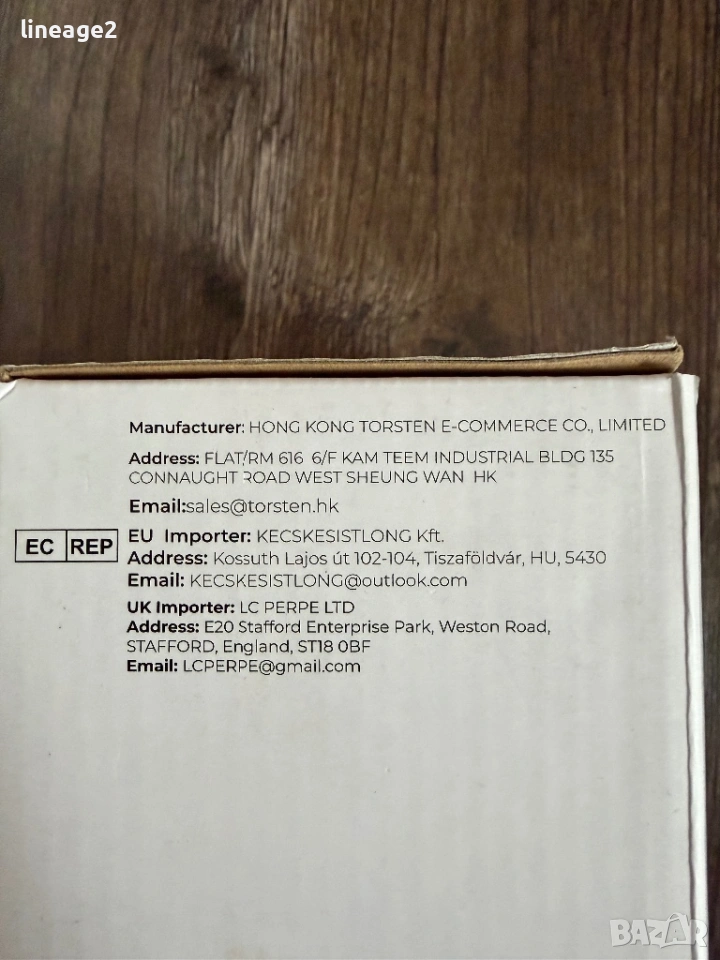 lineage2
Manufacturer: HONG KONG TORSTEN E-COMMERCE CO., LIMITED
Address: FLAT/RM 616 6/F KAM TEEM INDUSTRIAL BLDG 135
CONNAUGHT ROAD WEST SHEUNG WAN HK
Email:sales@torsten.hk
EC REP
EU Importer: KECSKESISTLONG Kft.
Address: Kossuth Lajos út 102-104, Tiszaföldvár, HU, 5430
Email: KECSKESISTLONG@outlook.com
UK Importer: LC PERPE LTD
Address: E20 Stafford Enterprise Park, Weston Road,
STAFFORD, England, ST18 0BF
Email: LCPERPE@gmail.com
BAZAR